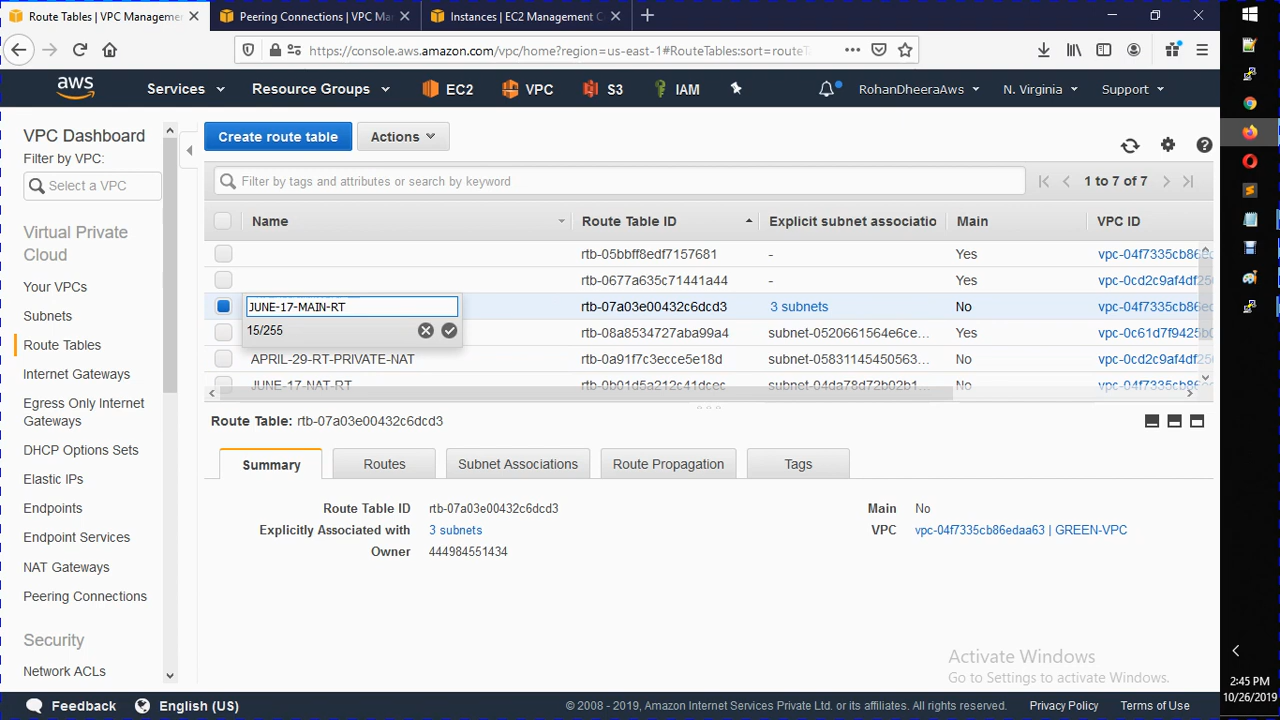 Route Tables | VPC Manageme
Peering Connections | VPC Ma
Instances | EC2 Management C
https://console.aws.amazon.com/vpc/home?region=us-east-1#RouteTables:sort=routeT
aws
Services
Resource Groups
EC2
VPC
S3
IAM
RohanDheeraAws
N. Virginia
Support
VPC Dashboard
Filter by VPC:
Select a VPC
Virtual Private
Cloud
Your VPCs
Subnets
Route Tables
Internet Gateways
Egress Only Internet
Gateways
DHCP Options Sets
Elastic IPs
Endpoints
Endpoint Services
NAT Gateways
Peering Connections
Security
Network ACLs
Create route table
Actions
Filter by tags and attributes or search by keyword
1 to 7 of 7
Name Route Table ID Explicit subnet associatio Main VPC ID
rtb-05bbff8edf7157681 - Yes vpc-04f7335cb86e
rtb-0677a635c71441a44 - Yes vpc-0cd2c9af4df2
JUNE-17-MAIN-RT rtb-07a03e00432c6dcd3 3 subnets No vpc-04f7335cb86e
15/255
rtb-08a8534727aba99a4 subnet-0520661564e6ce... Yes vpc-0c61d7f9425b
APRIL-29-RT-PRIVATE-NAT rtb-0a91f7c3ecce5e18d subnet-05831145450563... No vpc-0cd2c9af4df2
JUNE-17-NAT-RT rtb-0b01d5a212c41dcec subnet-04da78d72b02b1... No vpc-04f7335cb86e
Route Table: rtb-07a03e00432c6dcd3
Summary
Routes
Subnet Associations
Route Propagation
Tags
Route Table ID rtb-07a03e00432c6dcd3
Main No
Explicitly Associated with 3 subnets
VPC vpc-04f7335cb86edaa63 | GREEN-VPC
Owner 444984551434
Activate Windows
Go to Settings to activate Windows.
Feedback
English (US)
© 2008 - 2019, Amazon Internet Services Private Ltd. or its affiliates. All rights reserved.
Privacy Policy
Terms of Use
2:45 PM
10/26/2019